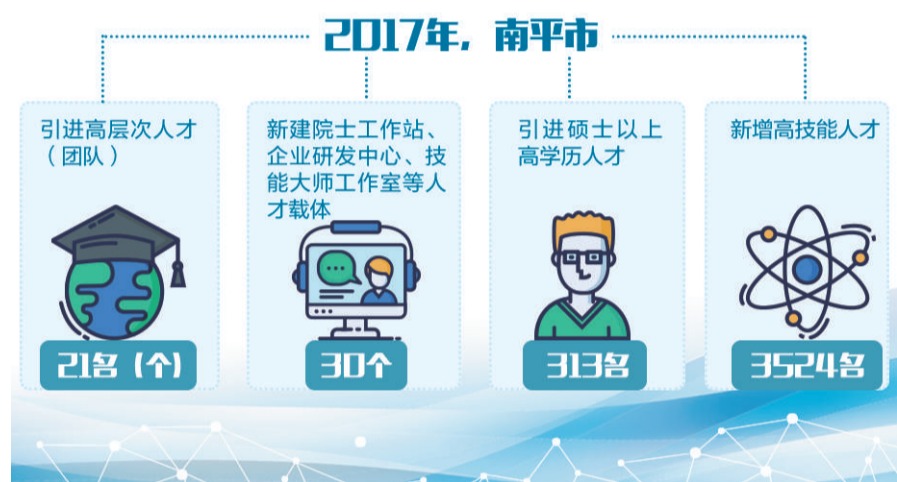 2017年，南平市
引进高层次人才
（团队）
21名（个）
新建院士工作站、
企业研发中心、技
能大师工作室等人
才载体
30个
引进硕士以上
高学历人才
313名
新增高技能人才
3524名